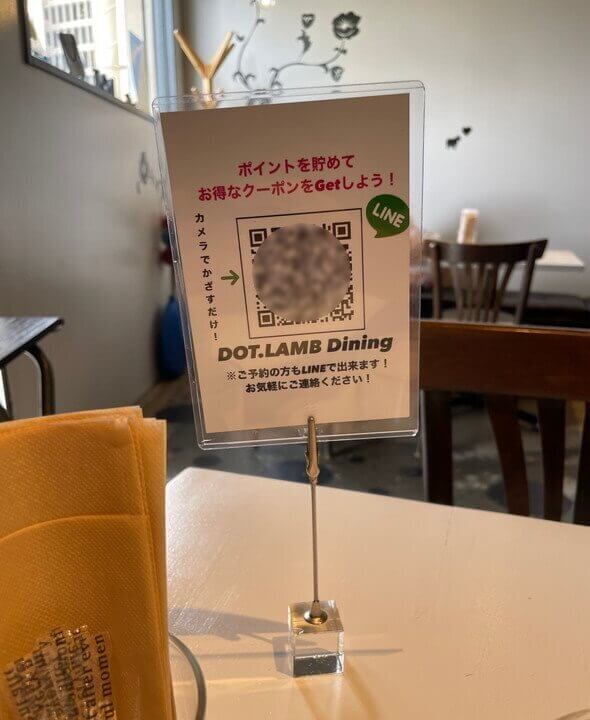 ポイントを貯めて
お得なクーポンをGetしよう！
LINE
カメラでかざすだけ！
→
DOT.LAMB Dining
※ご予約の方もLINEで出来ます！
お気軽にご連絡ください！
after eve
momen